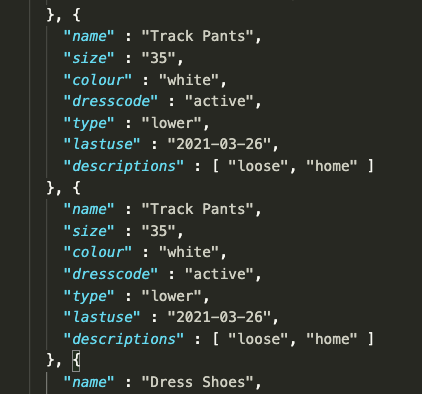 }, {
"name" : "Track Pants",
"size" : "35",
"colour" : "white",
"dresscode" : "active",
"type" : "lower",
"lastuse" : "2021-03-26",
"descriptions" : [ "loose", "home" ]
}, {
"name" : "Track Pants",
"size" : "35",
"colour" : "white",
"dresscode" : "active",
"type" : "lower",
"lastuse" : "2021-03-26",
"descriptions" : [ "loose", "home" ]
}, {
"name" : "Dress Shoes",